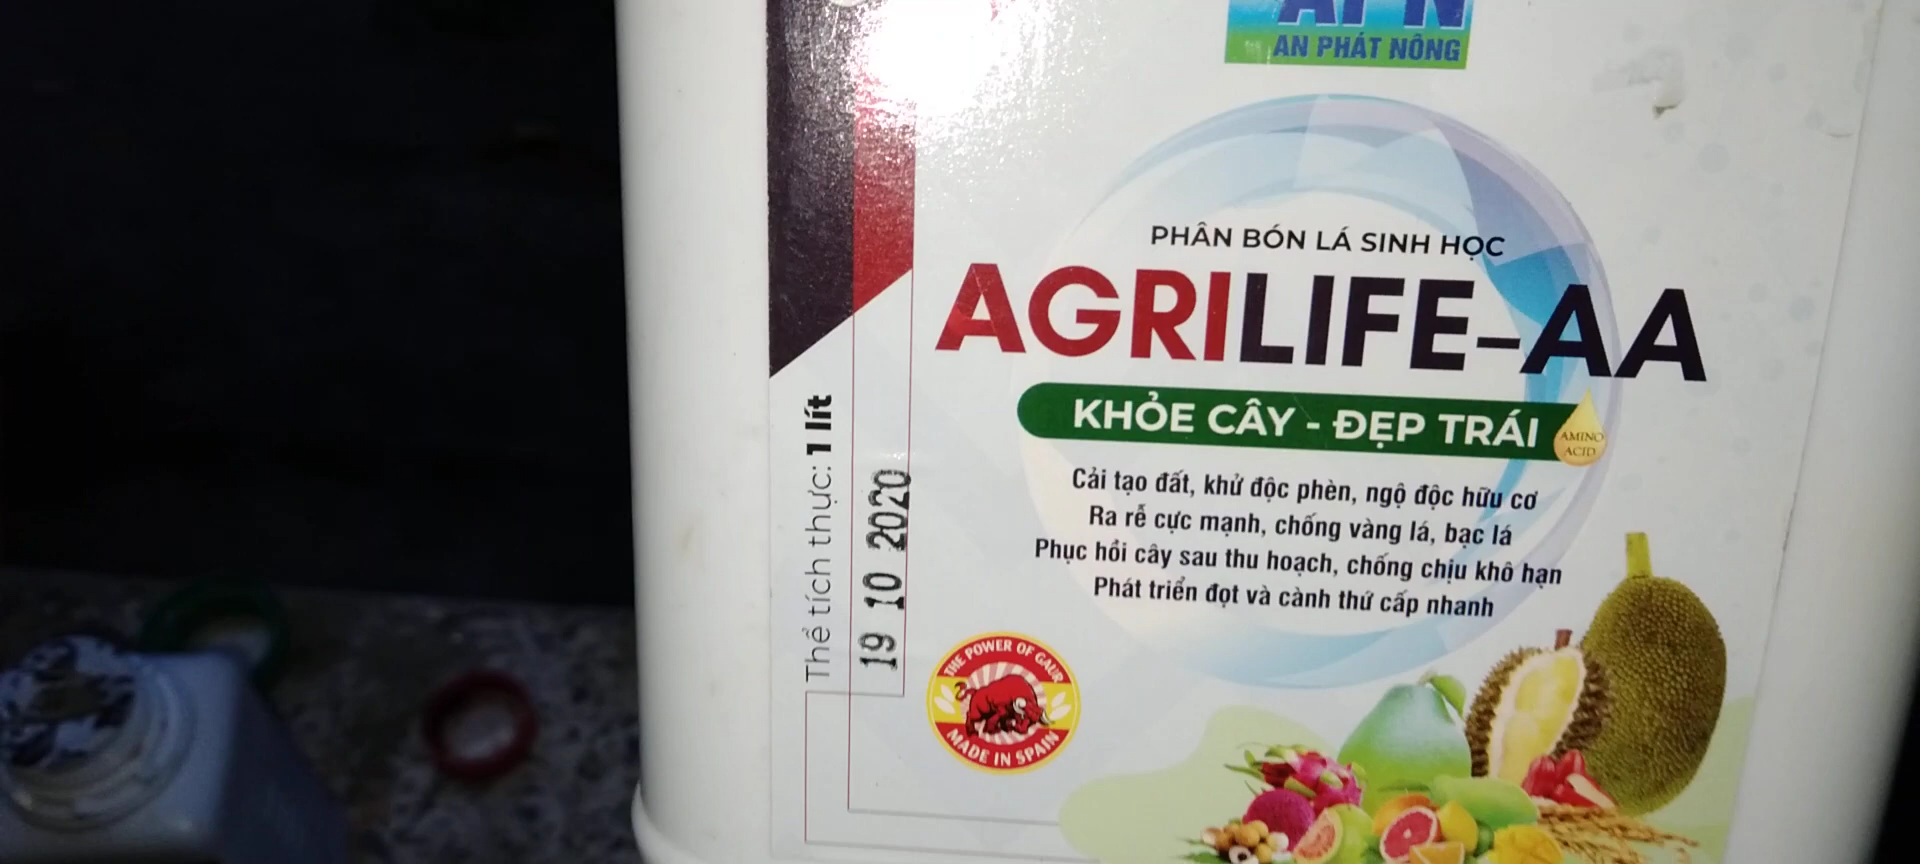 APN
AN PHÁT NÔNG
PHÂN BÓN LÁ SINH HỌC
AGRILIFE-AA
KHỎE CÂY - ĐẸP TRÁI
AMINO
ACID
Cải tạo đất, khử độc phèn, ngộ độc hữu cơ
Ra rễ cực mạnh, chống vàng lá, bạc lá
Phục hồi cây sau thu hoạch, chống chịu khô hạn
Phát triển đọt và cành thứ cấp nhanh
Thể tích thực: 1 lít
19 10 2020
THE POWER OF GAUR
MADE IN SPAIN